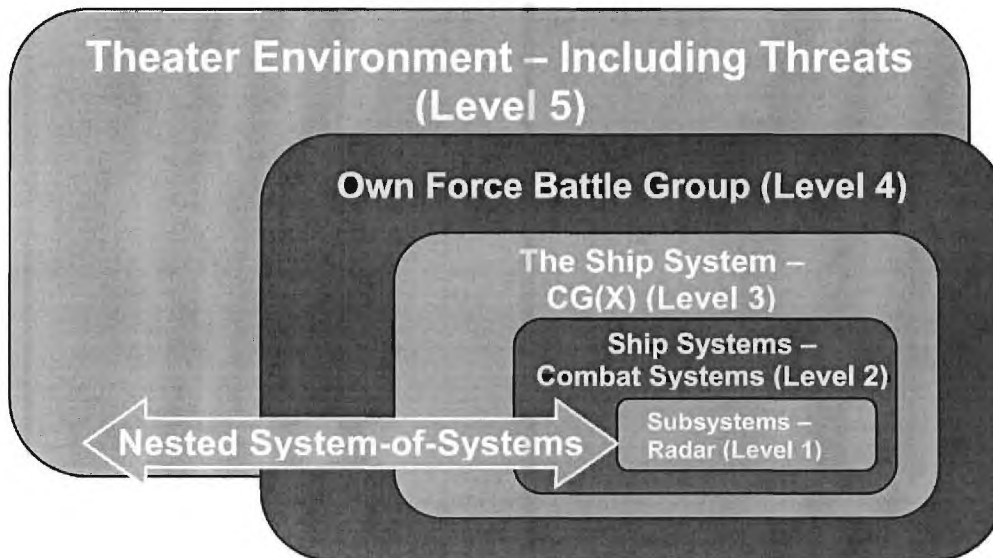 Theater Environment – Including Threats
(Level 5)
Own Force Battle Group (Level 4)
The Ship System –
CG(X) (Level 3)
Ship Systems –
Combat Systems (Level 2)
Subsystems –
Radar (Level 1)
Nested System-of-Systems